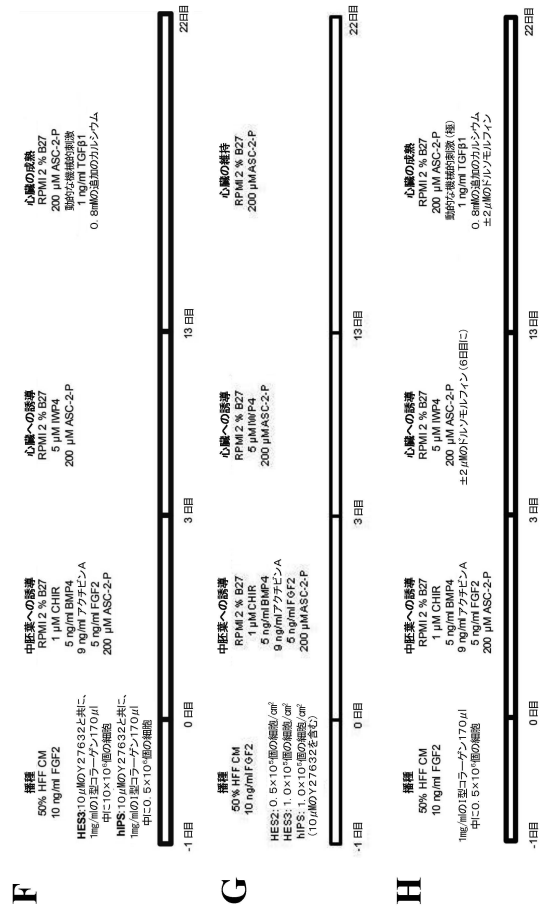 F
播種
50% HFF CM
10 ng/ml FGF2
HES3:10μMのY27632と共に、
1mg/mlのI型コラーゲン170μl
中に10×10⁶個の細胞
hIPS:10μMのY27632と共に、
1mg/mlのI型コラーゲン170μl
中に0.5×10⁶個の細胞
中胚葉への誘導
RPMI 2 % B27
1 μM CHIR
5 ng/ml BMP4
9 ng/ml アクチビンA
5 ng/ml FGF2
200 μM ASC-2-P
心臓への誘導
RPMI 2 % B27
5 μM IWP4
200 μM ASC-2-P
心臓の成熟
RPMI 2 % B27
200 μM ASC-2-P
動的な機械的刺激
1 ng/ml TGFβ1
0.8mMの追加のカルシウム
-1 日目
0 日目
3 日目
13 日目
22日目
G
播種
50% HFF CM
10 ng/ml FGF2
HES2: 0.5×10⁵個の細胞/cm²
HES3: 1.0×10⁵個の細胞/cm²
hIPS: 1.0×10⁵個の細胞/cm²
(10μMのY27632を含む)
中胚葉への誘導
RPMI 2 % B27
1 μM CHIR
5 ng/ml BMP4
9 ng/ml アクチビンA
5 ng/ml FGF2
200 μM ASC-2-P
心臓への誘導
RPMI 2 % B27
5 μM IWP4
200 μM ASC-2-P
心臓の維持
RPMI 2 % B27
200 μM ASC-2-P
-1 日目
0 日目
3 日目
13 日目
22日目
H
播種
50% HFF CM
10 ng/ml FGF2
1mg/mlのI型コラーゲン170μl
中に0.5×10⁶個の細胞
中胚葉への誘導
RPMI 2 % B27
1 μM CHIR
5 ng/ml BMP4
9 ng/ml アクチビンA
5 ng/ml FGF2
200 μM ASC-2-P
心臓への誘導
RPMI 2 % B27
5 μM IWP4
200 μM ASC-2-P
±2μMのドルソモルフィン(6日目に)
心臓の成熟
RPMI 2 % B27
200 μM ASC-2-P
動的な機械的刺激(極)
1 ng/ml TGFβ1
0.8mMの追加のカルシウム
±2μMのドルソモルフィン
-1日目
0日目
3 日目
13日目
22日目